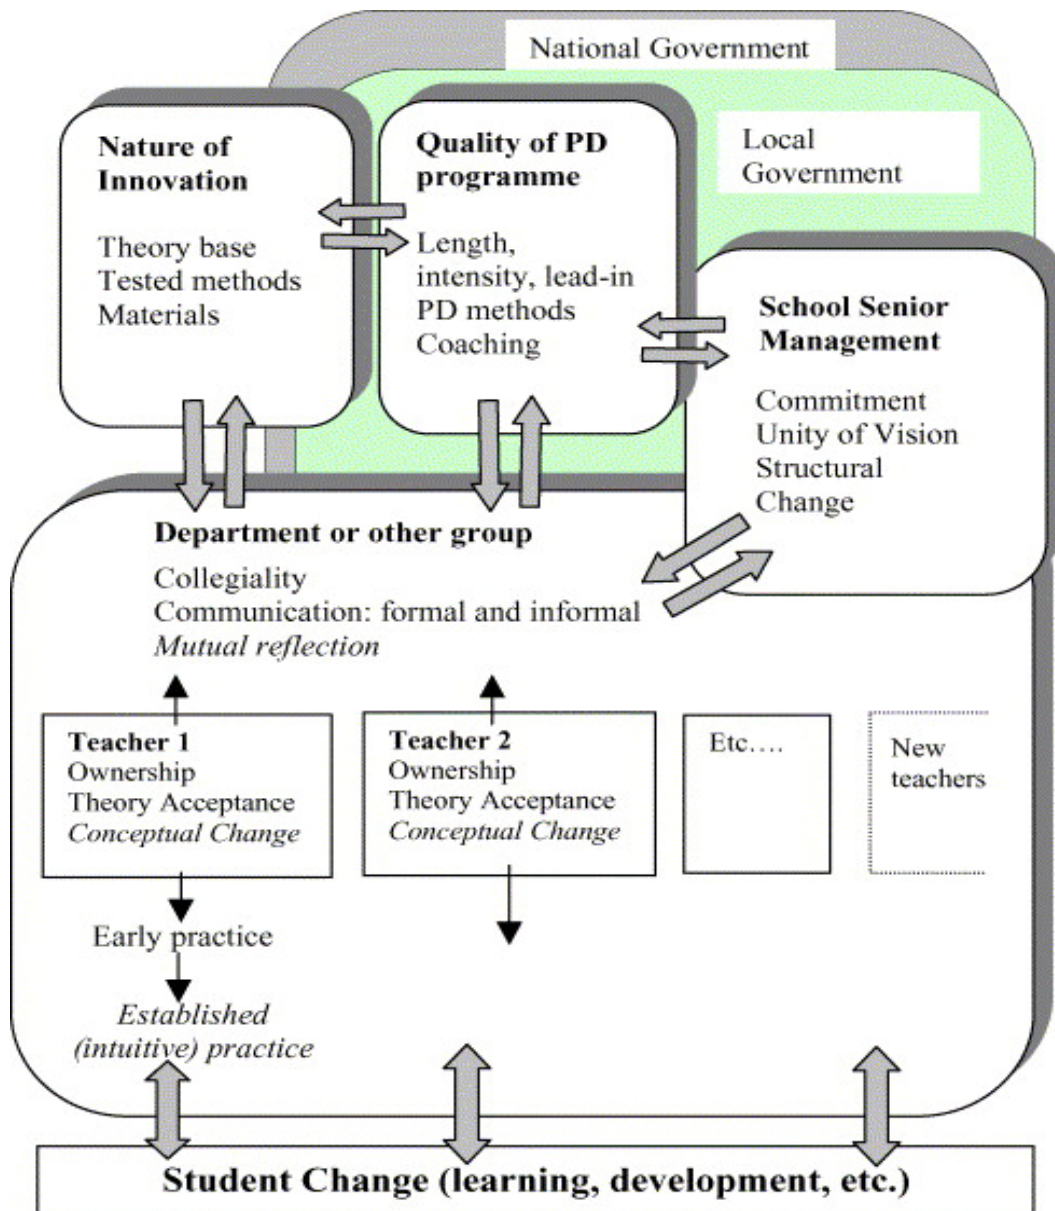 National Government
Local
Government
Nature of
Innovation
Theory base
Tested methods
Materials
Quality of PD
programme
Length,
intensity, lead-in
PD methods
Coaching
School Senior
Management
Commitment
Unity of Vision
Structural
Change
Department or other group
Collegiality
Communication: formal and informal
Mutual reflection
Teacher 1
Ownership
Theory Acceptance
Conceptual Change
Teacher 2
Ownership
Theory Acceptance
Conceptual Change
Etc….
New
teachers
Early practice
Established
(intuitive) practice
Student Change (learning, development, etc.)